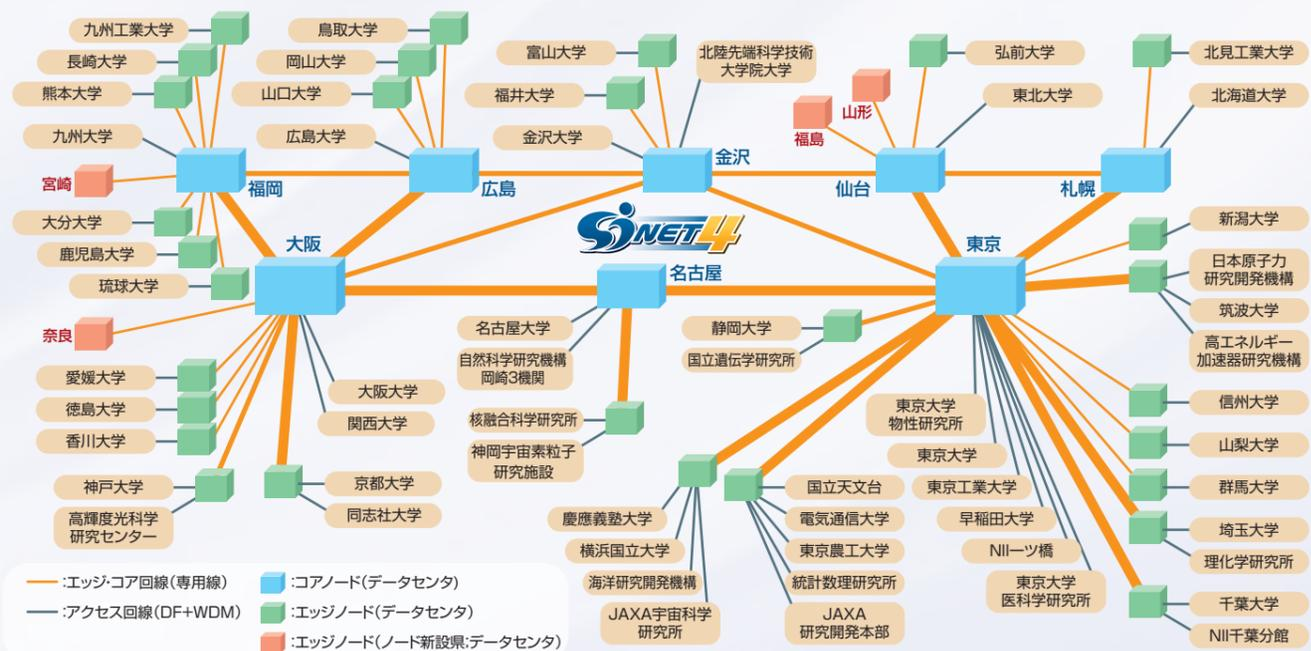 九州工業大学
長崎大学
熊本大学
九州大学
宮崎
福岡
大分大学
鹿児島大学
琉球大学
鳥取大学
岡山大学
山口大学
広島大学
広島
富山大学
福井大学
金沢大学
北陸先端科学技術
大学院大学
金沢
福島
山形
弘前大学
東北大学
仙台
北見工業大学
北海道大学
札幌
SINET4
大阪
名古屋
東京
奈良
愛媛大学
徳島大学
香川大学
神戸大学
高輝度光科学
研究センター
大阪大学
関西大学
京都大学
同志社大学
名古屋大学
自然科学研究機構
岡崎3機関
核融合科学研究所
神岡宇宙素粒子
研究施設
静岡大学
国立遺伝学研究所
慶應義塾大学
横浜国立大学
海洋研究開発機構
JAXA宇宙科学
研究所
国立天文台
電気通信大学
東京農工大学
統計数理研究所
JAXA
研究開発本部
東京大学
物性研究所
東京大学
東京工業大学
早稲田大学
NII一ツ橋
東京大学
医科学研究所
新潟大学
日本原子力
研究開発機構
筑波大学
高エネルギー
加速器研究機構
信州大学
山梨大学
群馬大学
埼玉大学
理化学研究所
千葉大学
NII千葉分館
:エッジ・コア回線(専用線)
:アクセス回線(DF+WDM)
:コアノード(データセンタ)
:エッジノード(データセンタ)
:エッジノード(ノード新設県;データセンタ)